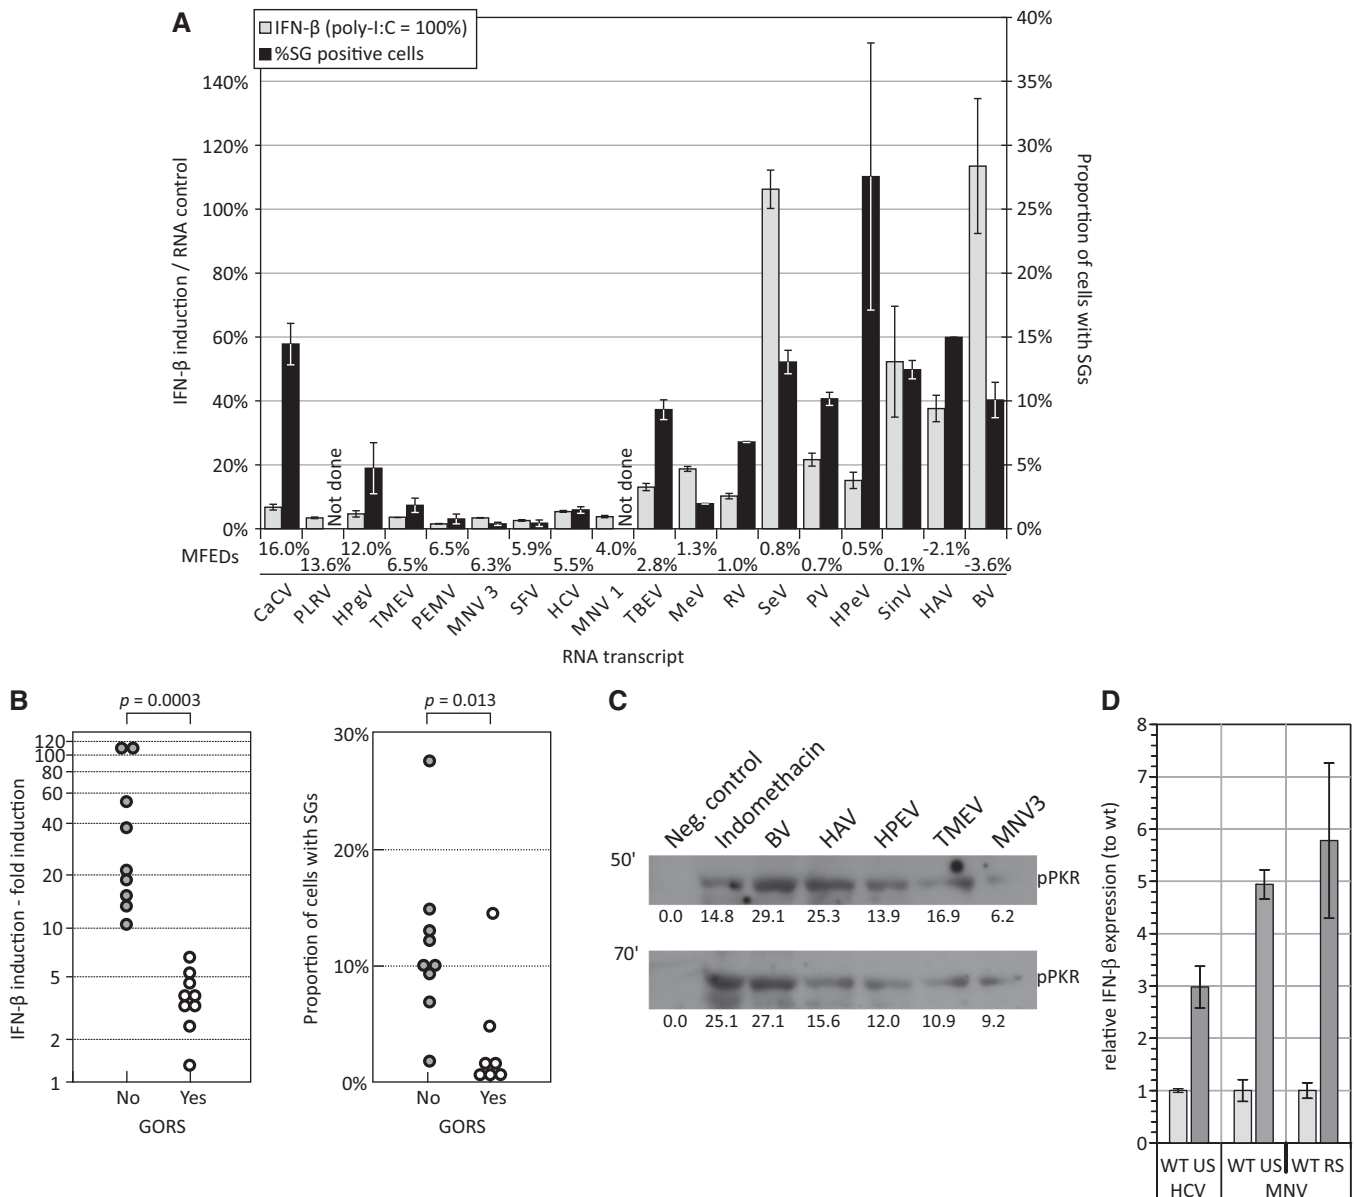 A
IFN-β (poly-I:C = 100%)
%SG positive cells
IFN-β induction / RNA control
140%
120%
100%
80%
60%
40%
20%
0%
Not done
Not done
40%
35%
30%
25%
20%
15%
10%
5%
0%
Proportion of cells with SGs
MFEDs
16.0% 12.0% 6.5% 5.9% 4.0% 1.3% 0.8% 0.5% -2.1%
13.6% 6.5% 6.3% 5.5% 2.8% 1.0% 0.7% 0.1% -3.6%
CaCV PLRV HPgV TMEV PEMV MNV 3 SFV HCV MNV 1 TBEV MeV RV SeV PV HPeV SinV HAV BV
RNA transcript
B
p = 0.0003
IFN-β induction - fold induction
120
100
80
60
40
20
10
5
2
1
No Yes
GORS
p = 0.013
Proportion of cells with SGs
30%
20%
10%
0%
No Yes
GORS
C
Neg. control Indomethacin BV HAV HPEV TMEV MNV3
50'
pPKR
0.0 14.8 29.1 25.3 13.9 16.9 6.2
70'
pPKR
0.0 25.1 27.1 15.6 12.0 10.9 9.2
D
relative IFN-β expression (to wt)
8
7
6
5
4
3
2
1
0
WT US WT US WT RS
HCV MNV